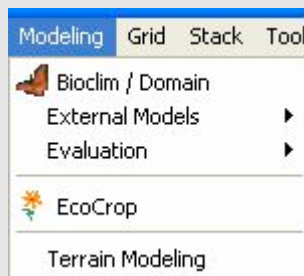 Modeling Grid Stack Tool
Bioclim / Domain
External Models
Evaluation
EcoCrop
Terrain Modeling